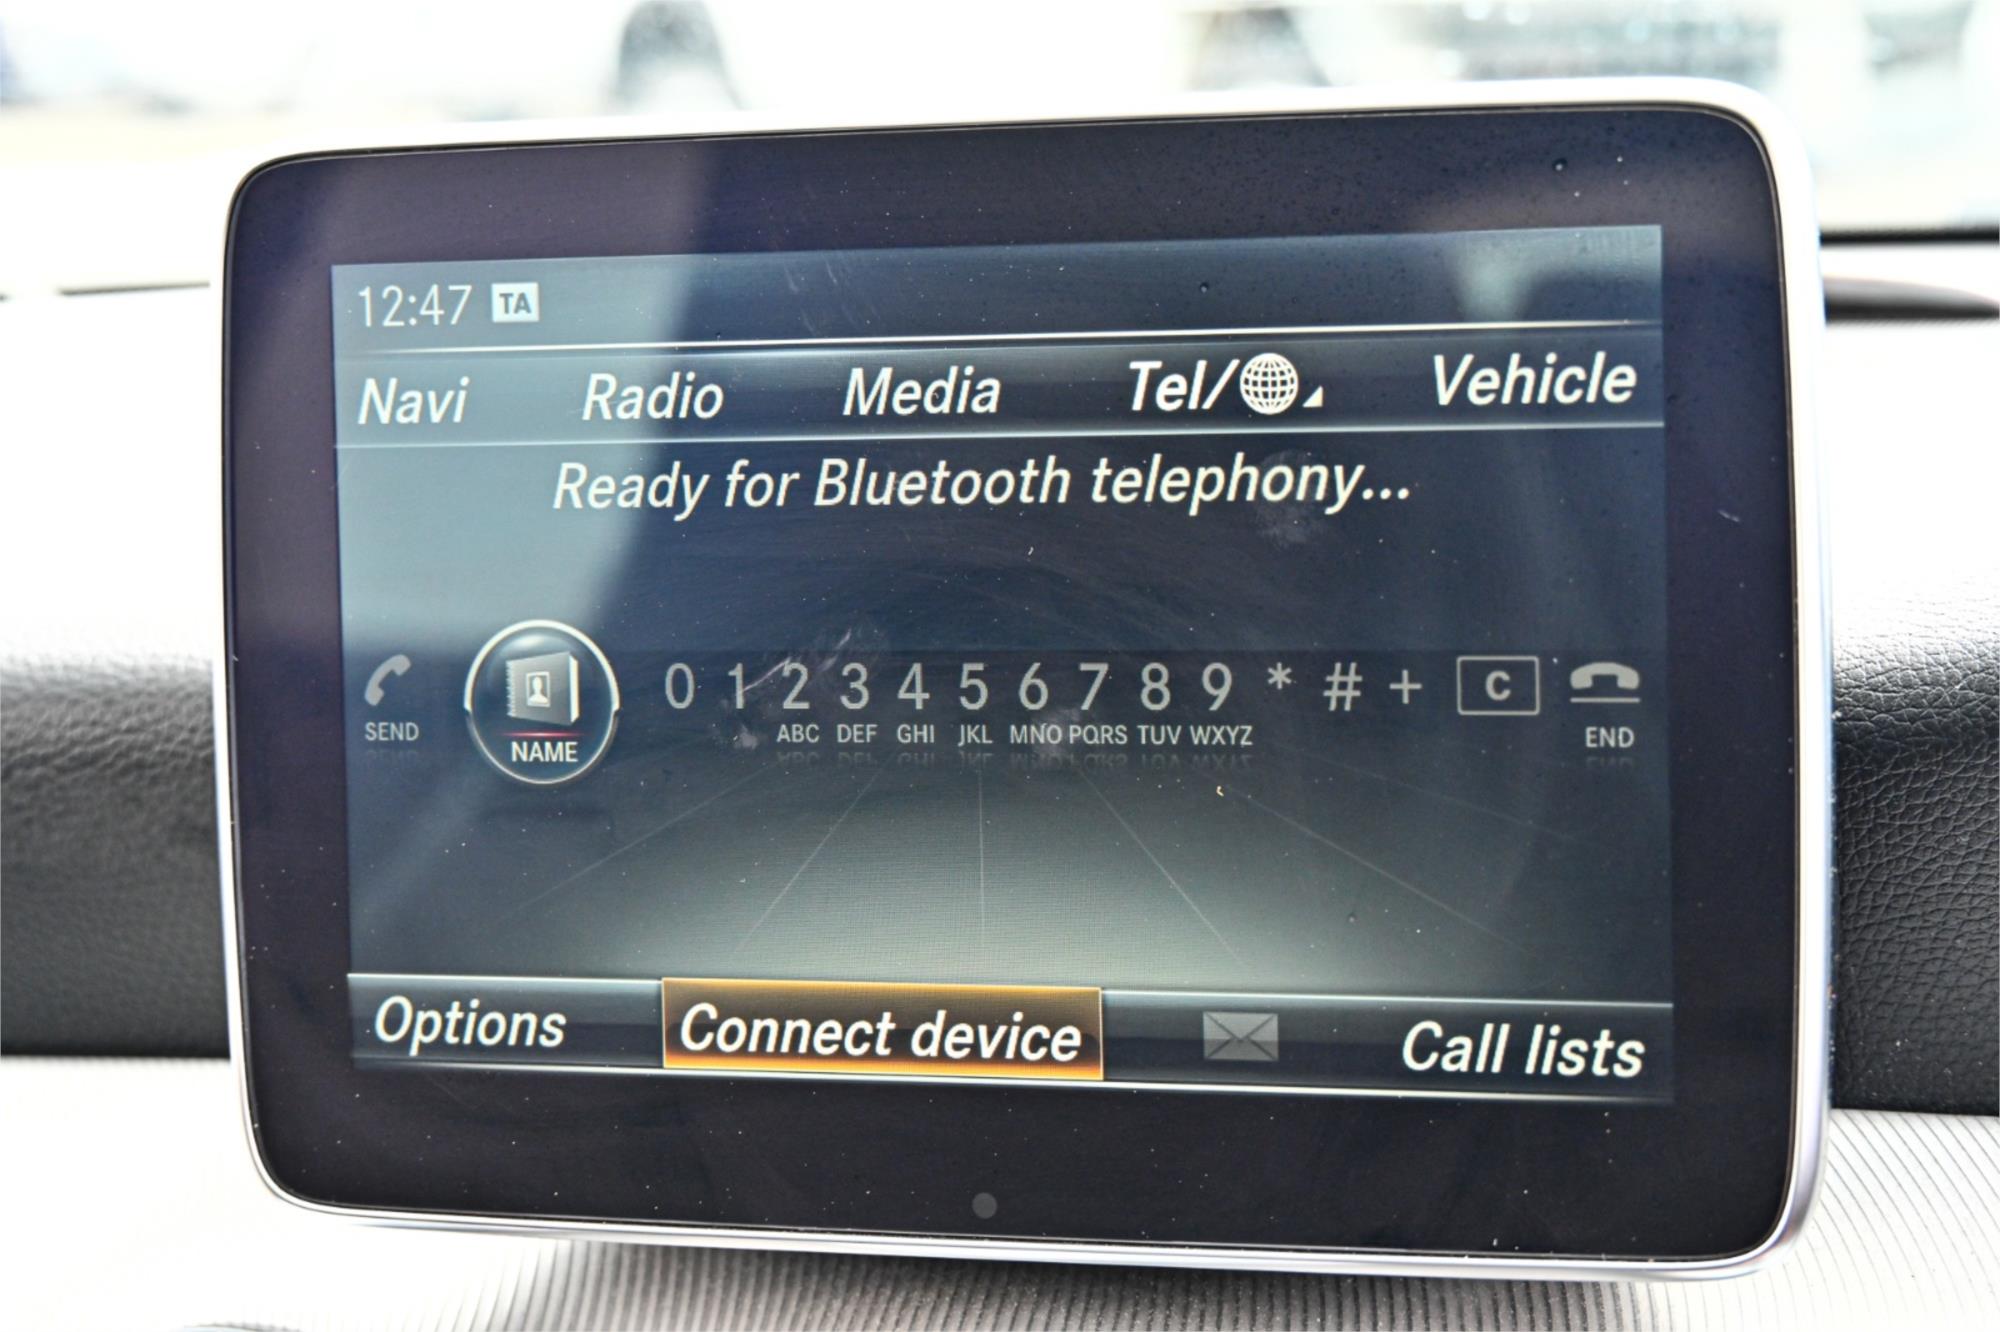 12:47 TA
Navi Radio Media Tel/ Vehicle
Ready for Bluetooth telephony...
0 1 2 3 4 5 6 7 8 9 * # + C
SEND NAME ABC DEF GHI JKL MNO PQRS TUV WXYZ END
Options Connect device Call lists